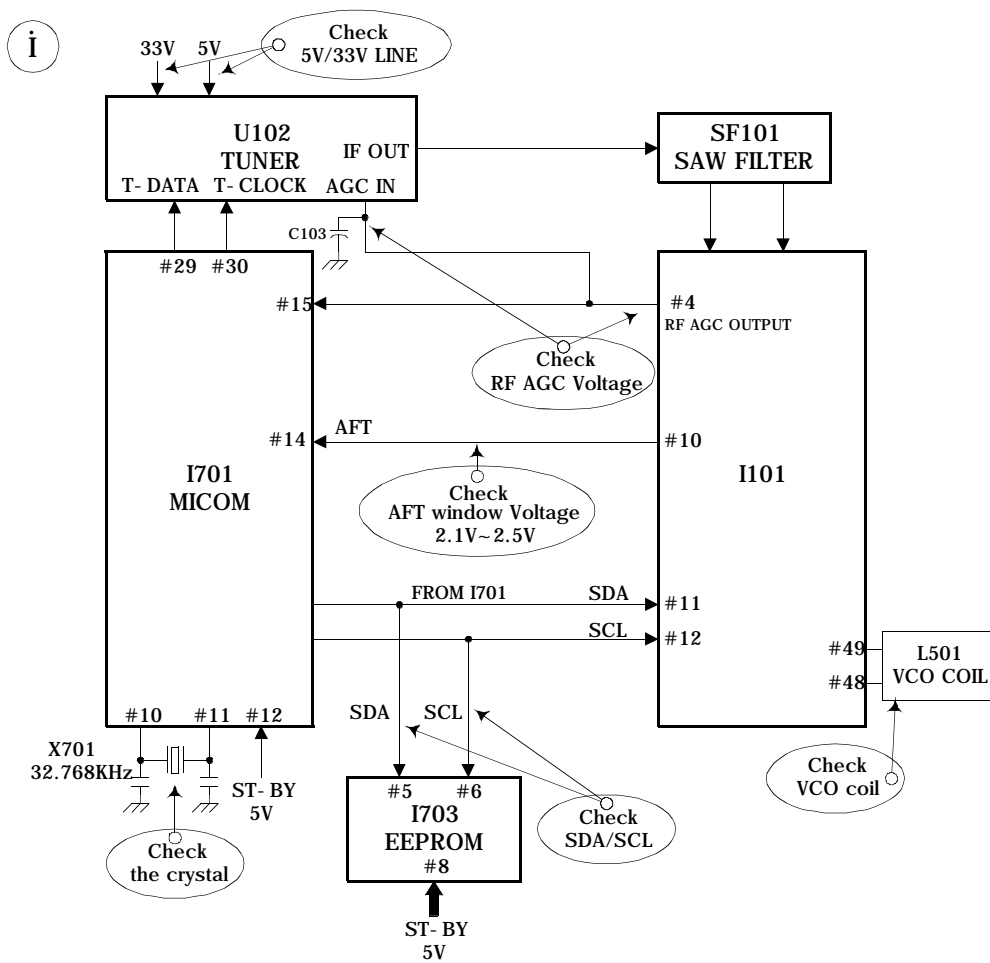 i
33V 5V
Check
5V/33V LINE
U102
TUNER
IF OUT
T- DATA T- CLOCK AGC IN
SF101
SAW FILTER
C103
#29 #30
#15
#4
RF AGC OUTPUT
Check
RF AGC Voltage
#14
AFT
#10
I701
MICOM
I101
Check
AFT window Voltage
2.1V~2.5V
FROM I701
SDA
#11
SCL
#12
#49
#48
L501
VCO COIL
#10 #11 #12
SDA SCL
X701
32.768KHz
ST- BY
5V
Check
VCO coil
#5 #6
I703
EEPROM
#8
Check
SDA/SCL
Check
the crystal
ST- BY
5V